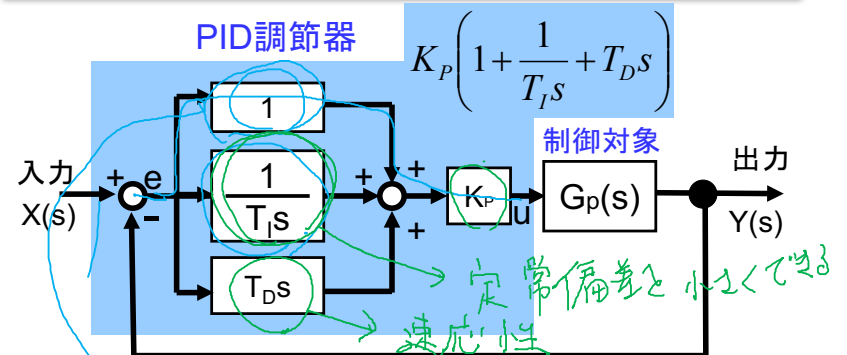 PID調節器
K_P(1+1/(T_I s)+T_D s)
1
制御対象
入力
出力
+
e
1/(T_I s)
+
+
K_P
u
G_p(s)
X(s)
-
+
Y(s)
T_D s
定常偏差を小さくできる
速応性